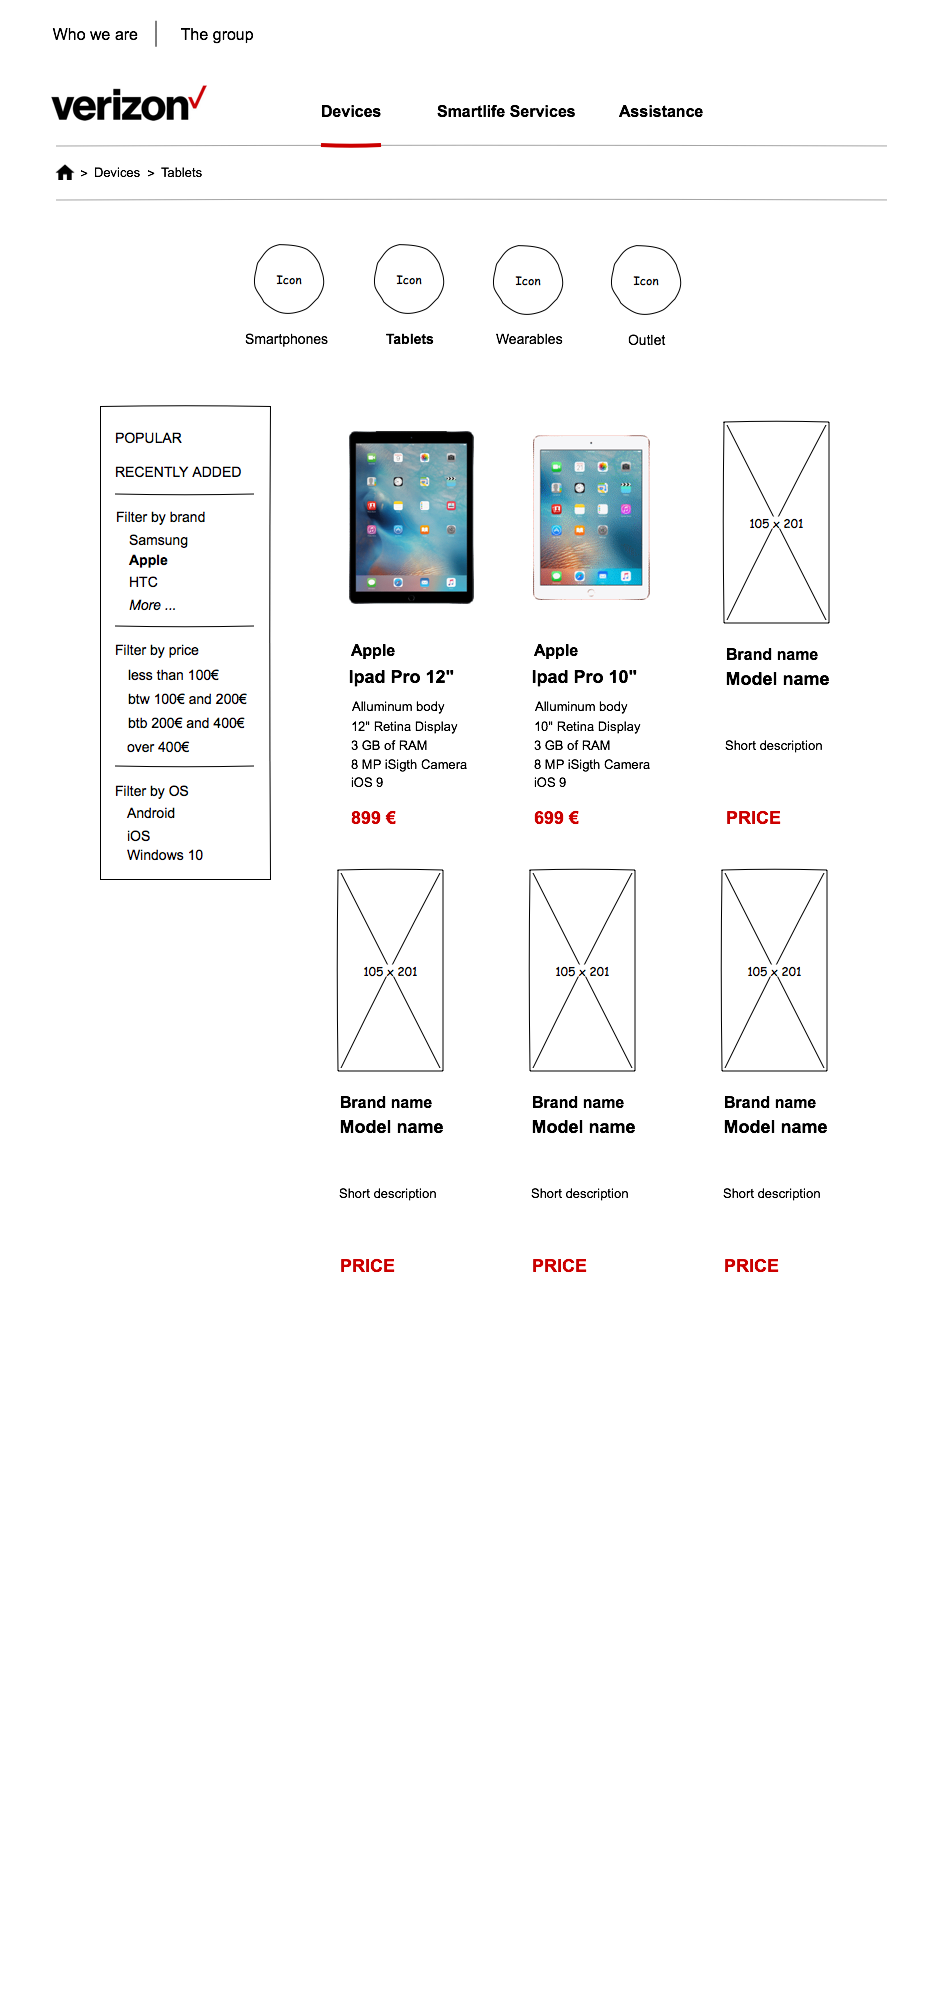 Who we are
The group
verizon
Devices
Smartlife Services
Assistance
> Devices > Tablets
Icon
Icon
Icon
Icon
Smartphones
Tablets
Wearables
Outlet
POPULAR
RECENTLY ADDED
Filter by brand
Samsung
Apple
HTC
More ...
Filter by price
less than 100€
btw 100€ and 200€
btb 200€ and 400€
over 400€
Filter by OS
Android
iOS
Windows 10
Apple
Ipad Pro 12"
Alluminum body
12" Retina Display
3 GB of RAM
8 MP iSigth Camera
iOS 9
899 €
Apple
Ipad Pro 10"
Alluminum body
10" Retina Display
3 GB of RAM
8 MP iSigth Camera
iOS 9
699 €
105 x 201
Brand name
Model name
Short description
PRICE
105 x 201
Brand name
Model name
Short description
PRICE
105 x 201
Brand name
Model name
Short description
PRICE
105 x 201
Brand name
Model name
Short description
PRICE